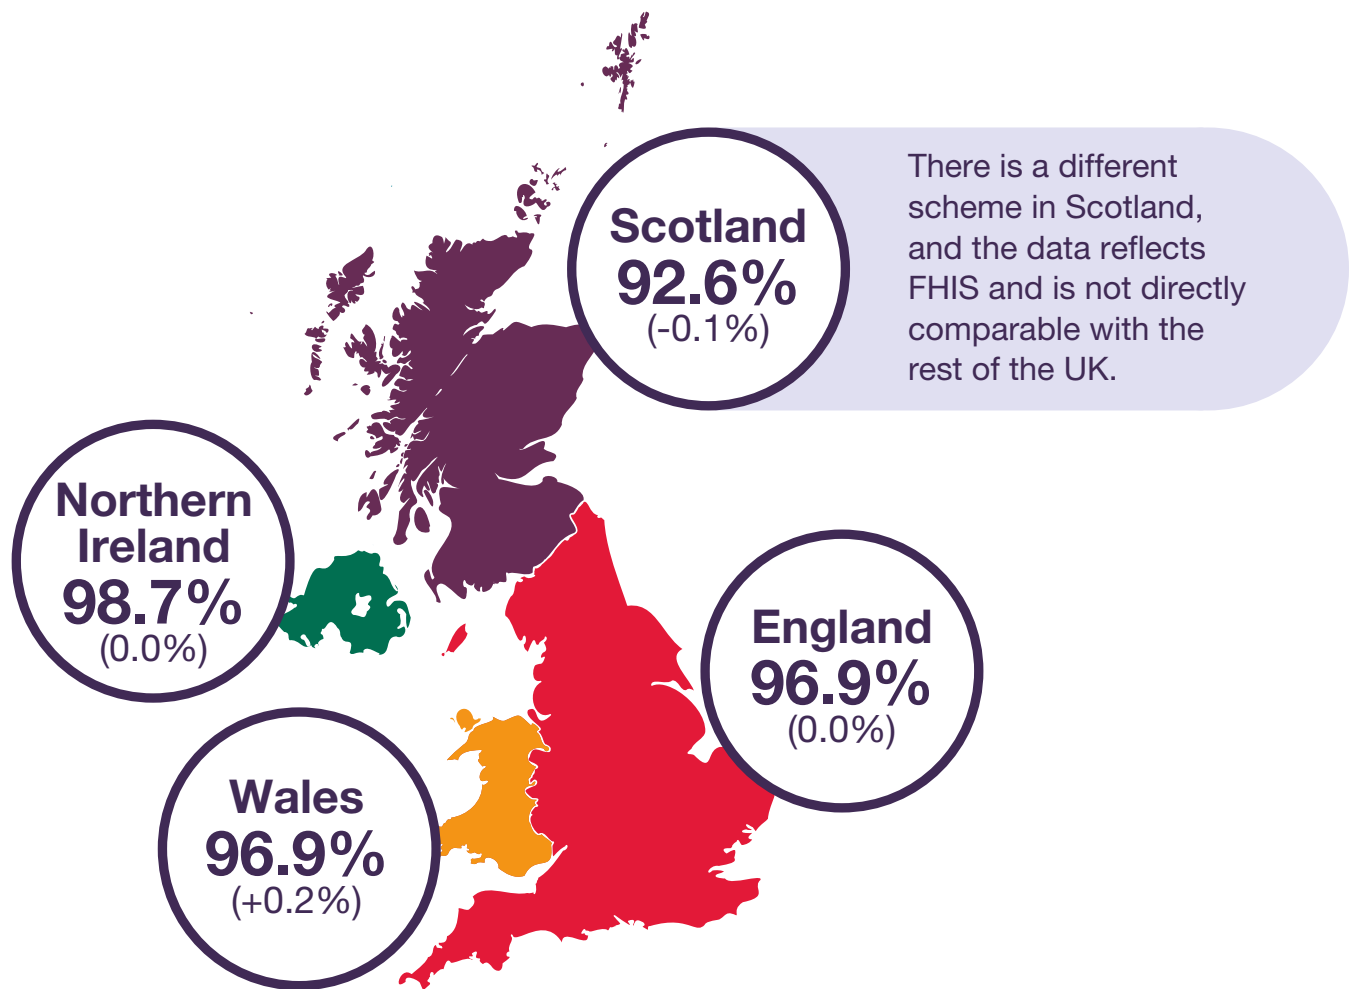 Scotland
92.6%
(-0.1%)
There is a different
scheme in Scotland,
and the data reflects
FHIS and is not directly
comparable with the
rest of the UK.
Northern
Ireland
98.7%
(0.0%)
England
96.9%
(0.0%)
Wales
96.9%
(+0.2%)